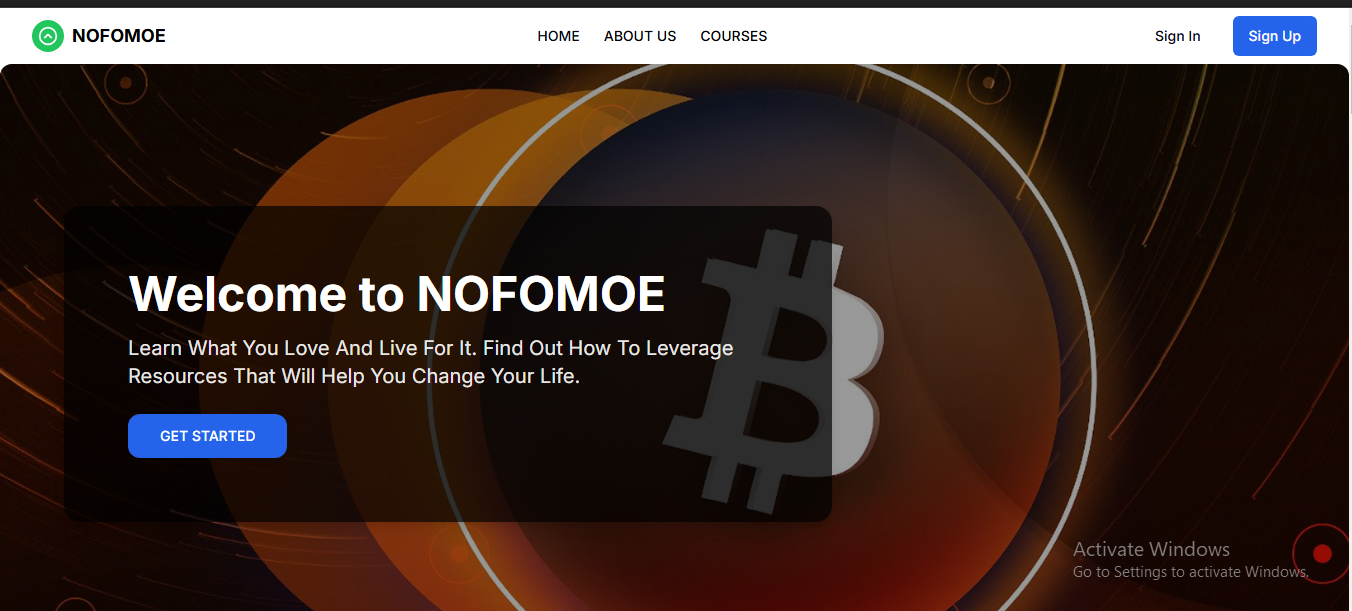 NOFOMOE
HOME ABOUT US COURSES
Sign In Sign Up
Welcome to NOFOMOE
Learn What You Love And Live For It. Find Out How To Leverage
Resources That Will Help You Change Your Life.
GET STARTED
Activate Windows
Go to Settings to activate Windows.